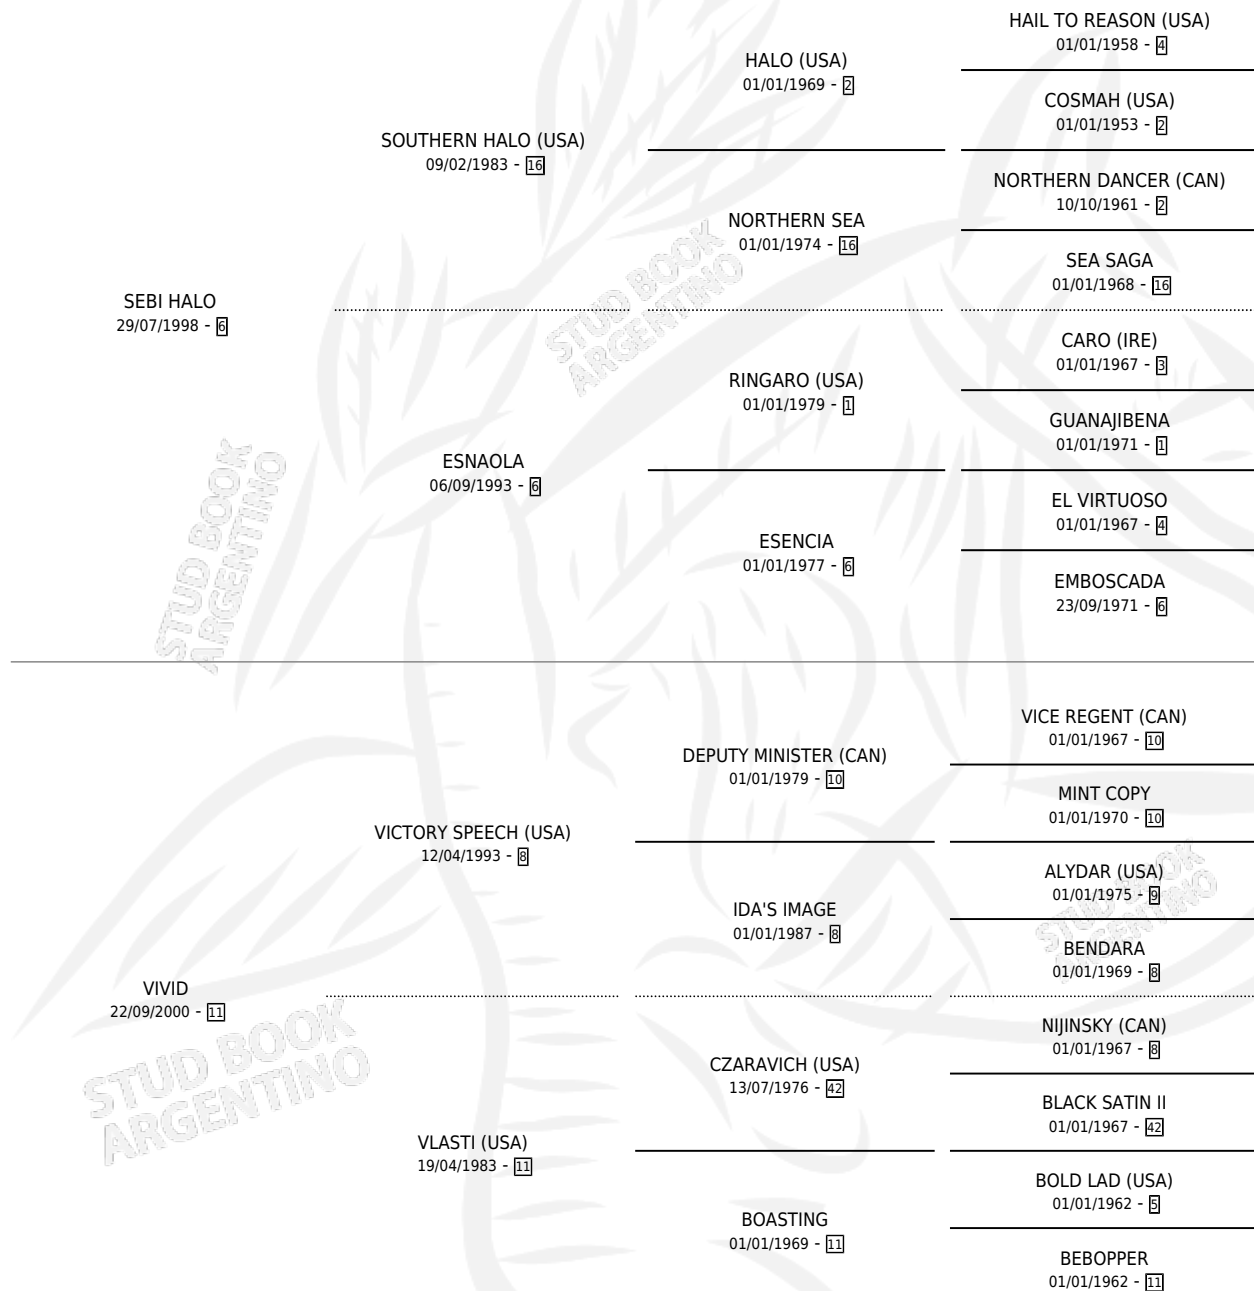 HAIL TO REASON (USA)
01/01/1958 - 4
HALO (USA)
01/01/1969 - 2
COSMAH (USA)
01/01/1953 - 2
SOUTHERN HALO (USA)
09/02/1983 - 16
NORTHERN DANCER (CAN)
10/10/1961 - 2
NORTHERN SEA
01/01/1974 - 16
SEA SAGA
01/01/1968 - 16
SEBI HALO
29/07/1998 - 6
STUD BOOK
ARGENTINO
CARO (IRE)
01/01/1967 - 3
RINGARO (USA)
01/01/1979 - 1
GUANAJIBENA
01/01/1971 - 1
ESNAOLA
06/09/1993 - 6
EL VIRTUOSO
01/01/1967 - 4
ESENCIA
01/01/1977 - 6
EMBOSCADA
23/09/1971 - 6
STUD BOOK
ARGENTINO
VICE REGENT (CAN)
01/01/1967 - 10
DEPUTY MINISTER (CAN)
01/01/1979 - 10
MINT COPY
01/01/1970 - 10
VICTORY SPEECH (USA)
12/04/1993 - 8
ALYDAR (USA)
01/01/1975 - 9
IDA'S IMAGE
01/01/1987 - 8
BENDARA
01/01/1969 - 8
STUD BOOK
ARGENTINO
VIVID
22/09/2000 - 11
NIJINSKY (CAN)
01/01/1967 - 8
CZARAVICH (USA)
13/07/1976 - 42
BLACK SATIN II
01/01/1967 - 42
STUD BOOK
ARGENTINO
VLASTI (USA)
19/04/1983 - 11
BOLD LAD (USA)
01/01/1962 - 5
BOASTING
01/01/1969 - 11
BEBOPPER
01/01/1962 - 11